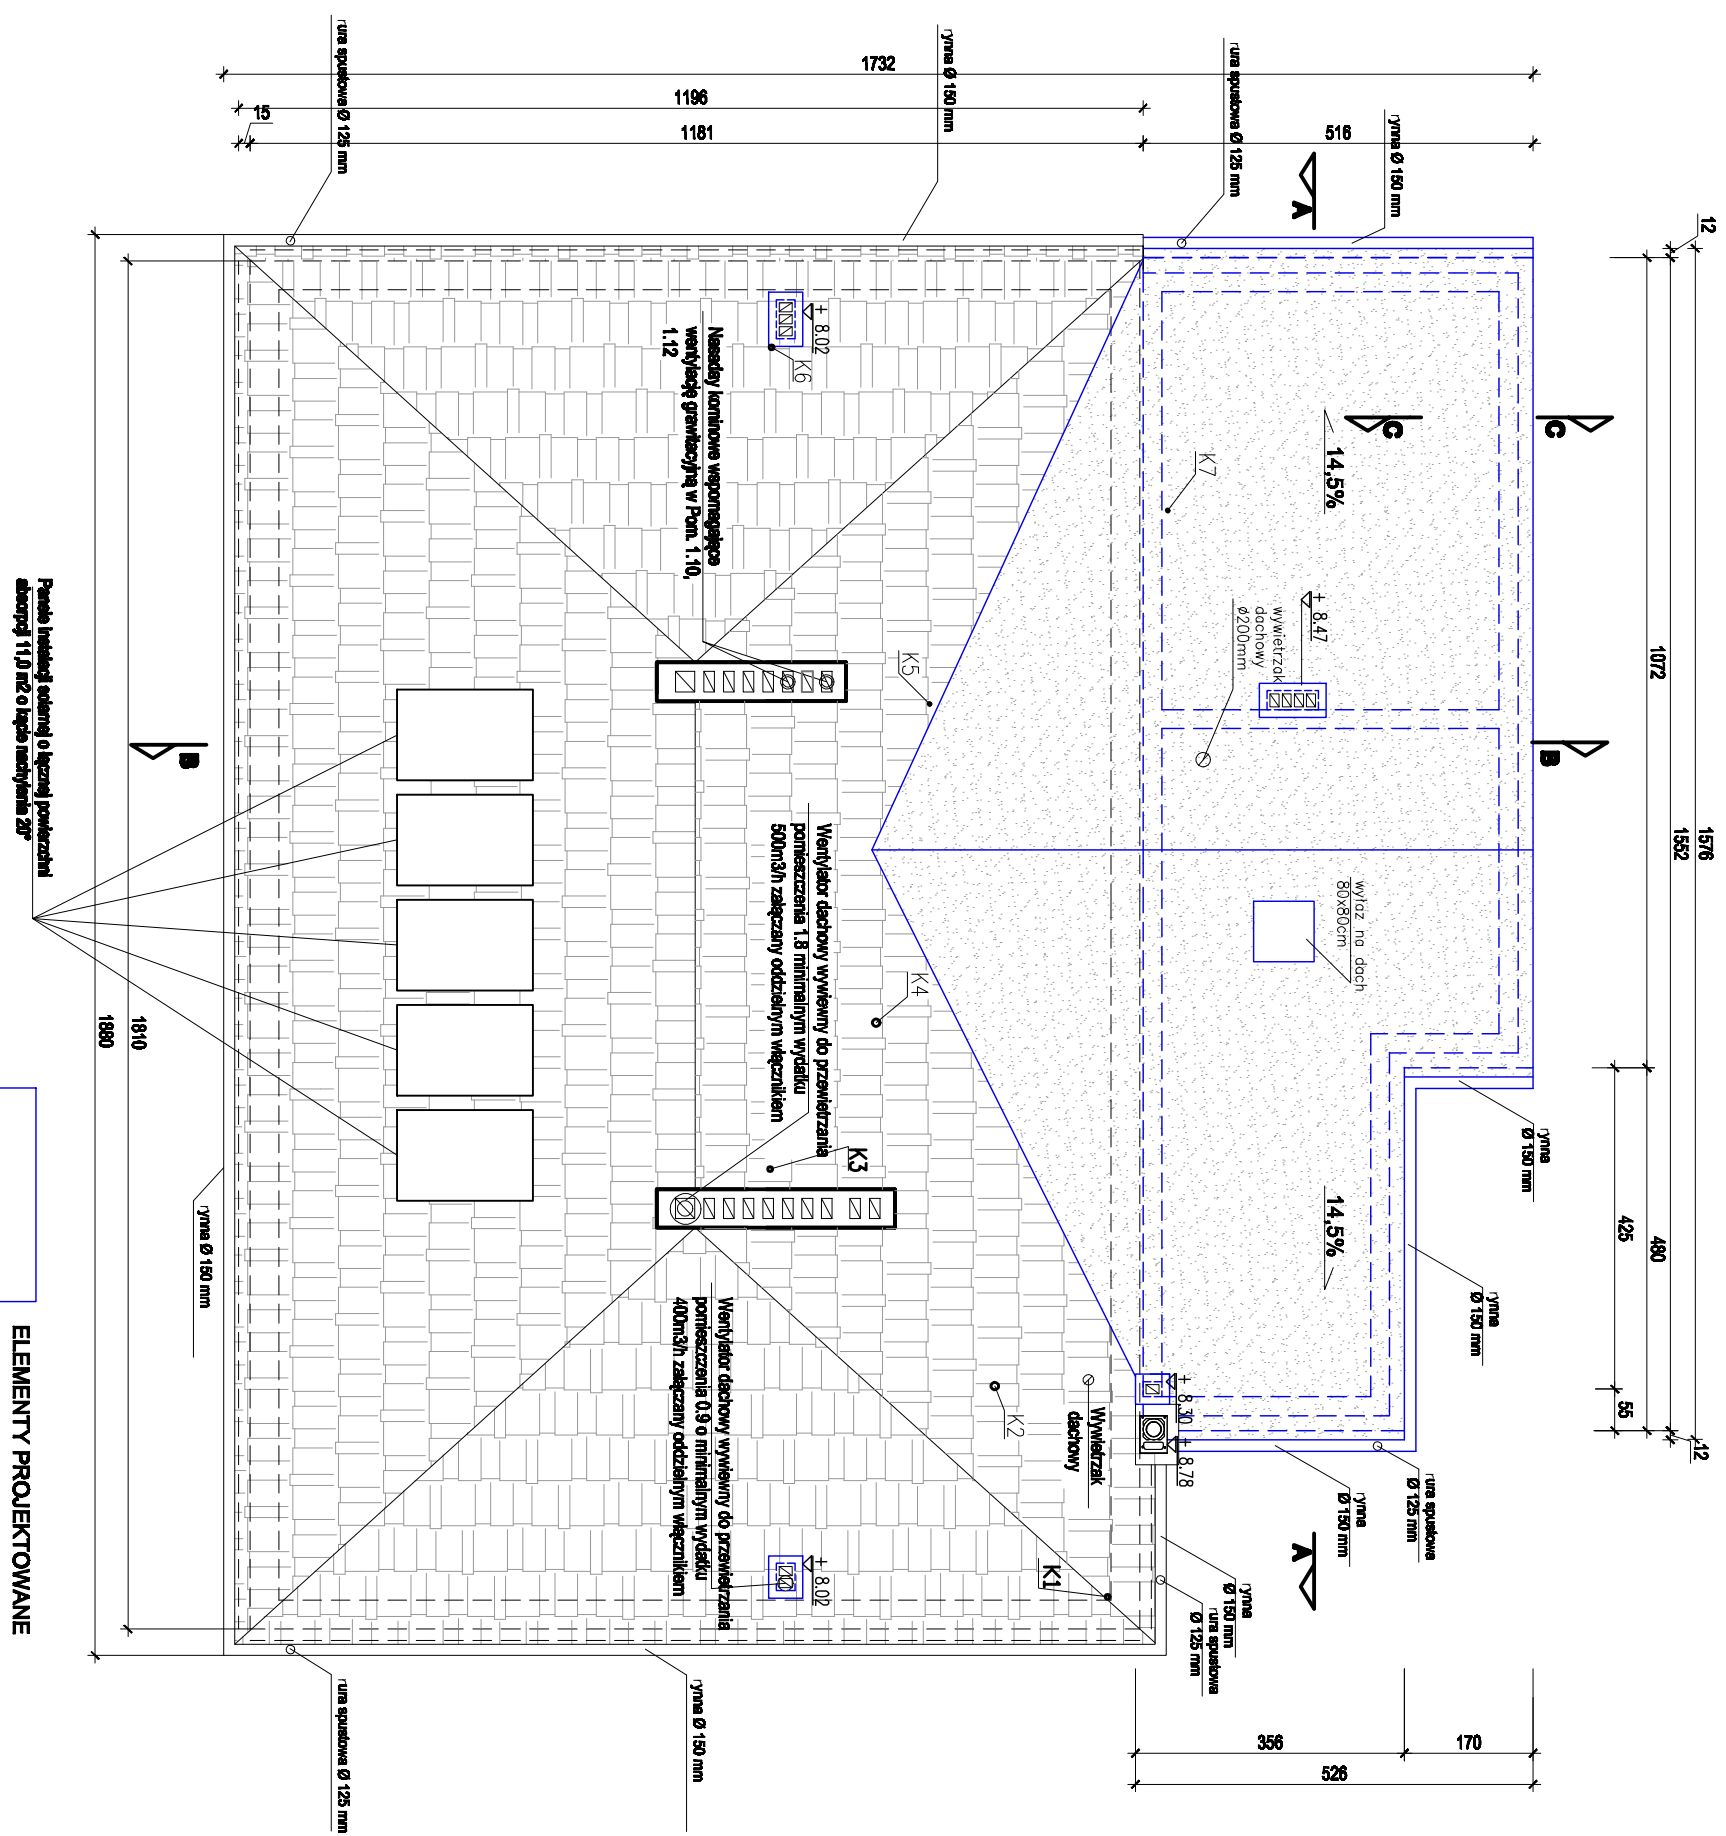 rura spustowa Ø 125 mm
1732
1196
15
1181
rynna Ø 150 mm
rura spustowa Ø 125 mm
516
rynna Ø 150 mm
A
12
1576
1552
1072
480
425
55
12
C
C
14,5%
K7
+ 8.47
wywietrzak
dachowy
Ø200mm
B
B
wyłaz na dach
80x80cm
14,5%
rynna
Ø 150 mm
rynna
Ø 150 mm
rura spustowa
Ø 125 mm
rynna
Ø 150 mm
A
rynna
Ø 150 mm
rura spustowa
Ø 125 mm
+ 8.30
+ 8.78
+ 8.02
K6
Nasaday kominowe wspomagające
wentylację grawitacyjną w Pom. 1.10,
1.12
K5
K4
Wentylator dachowy wywiewny do przewietrzania
pomieszczenia 1.8 minimalnym wydatku
500m3/h załączany oddzielnym włącznikiem
K3
K2
Wywietrzak
dachowy
K1
Wentylator dachowy wywiewny do przewietrzania
pomieszczenia 0.9 o minimalnym wydatku
400m3/h załączany oddzielnym włącznikiem
+ 8.02
Panele instalacji solarnej o łącznej powierzchni
absorpcji 11,0 m2 o kącie nachylenia 20°
1810
1880
rynna Ø 150 mm
rura spustowa Ø 125 mm
rynna Ø 150 mm
356
170
526
ELEMENTY PROJEKTOWANE